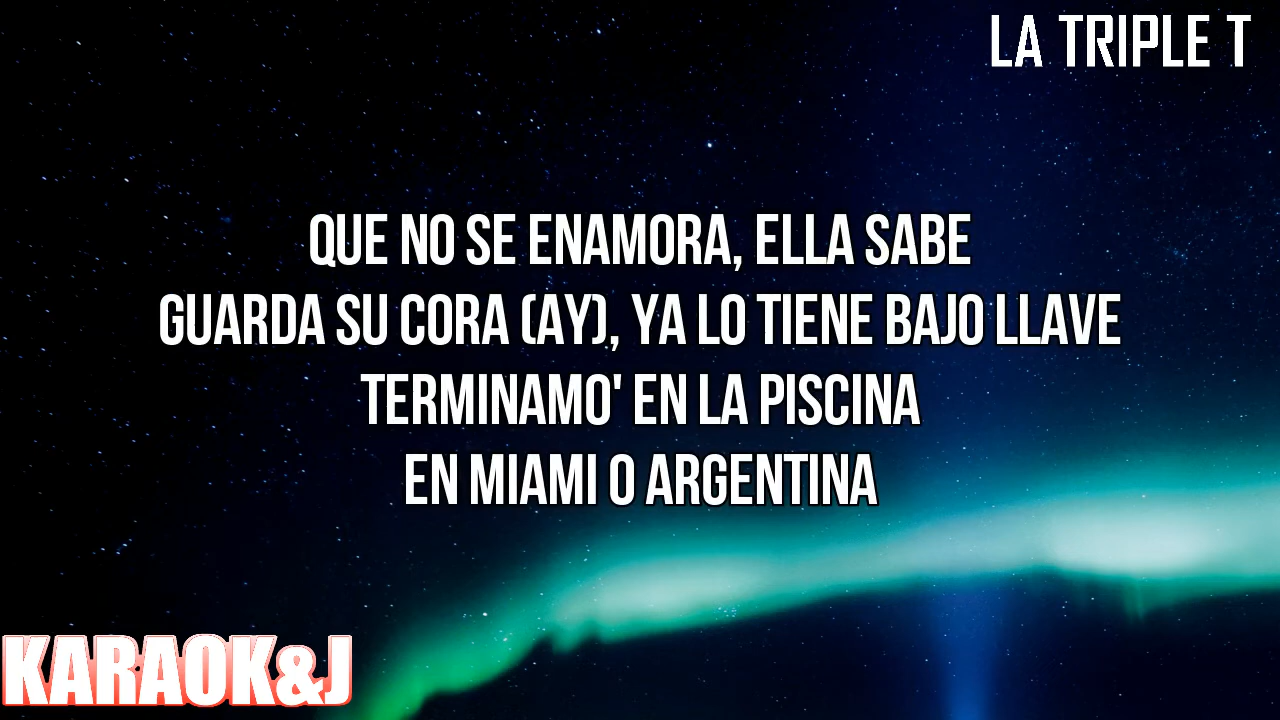 LA TRIPLE T
QUE NO SE ENAMORA, ELLA SABE
GUARDA SU CORA (AY), YA LO TIENE BAJO LLAVE
TERMINAMO' EN LA PISCINA
EN MIAMI O ARGENTINA
KARAOK&J